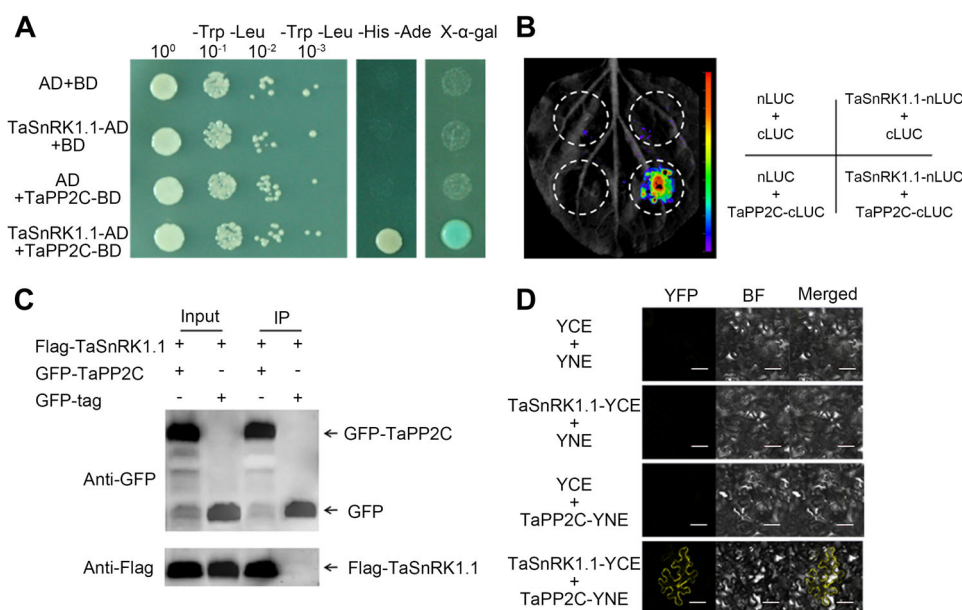 A
-Trp -Leu -Trp -Leu -His -Ade X-α-gal
10⁰ 10⁻¹ 10⁻² 10⁻³
AD+BD
TaSnRK1.1-AD
+BD
AD
+TaPP2C-BD
TaSnRK1.1-AD
+TaPP2C-BD
B
nLUC
+
cLUC
TaSnRK1.1-nLUC
+
cLUC
nLUC
+
TaPP2C-cLUC
TaSnRK1.1-nLUC
+
TaPP2C-cLUC
C
Input IP
Flag-TaSnRK1.1 + + + +
GFP-TaPP2C + - + -
GFP-tag - + - +
Anti-GFP
← GFP-TaPP2C
← GFP
Anti-Flag
← Flag-TaSnRK1.1
D
YFP BF Merged
YCE
+
YNE
TaSnRK1.1-YCE
+
YNE
YCE
+
TaPP2C-YNE
TaSnRK1.1-YCE
+
TaPP2C-YNE